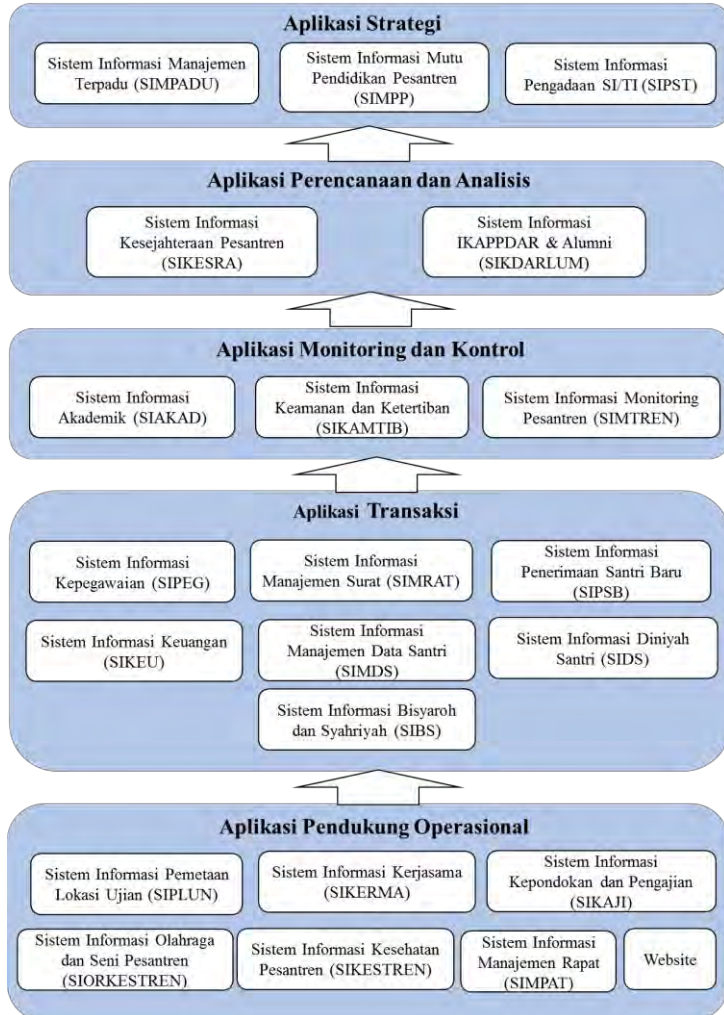 Aplikasi Strategi
Sistem Informasi Manajemen
Terpadu (SIMPADU)
Sistem Informasi Mutu
Pendidikan Pesantren
(SIMPP)
Sistem Informasi
Pengadaan SI/TI (SIPST)
Aplikasi Perencanaan dan Analisis
Sistem Informasi
Kesejahteraan Pesantren
(SIKESRA)
Sistem Informasi
IKAPPDAR & Alumni
(SIKDARLUM)
Aplikasi Monitoring dan Kontrol
Sistem Informasi
Akademik (SIAKAD)
Sistem Informasi
Keamanan dan Ketertiban
(SIKAMTIB)
Sistem Informasi Monitoring
Pesantren (SIMTREN)
Aplikasi Transaksi
Sistem Informasi
Kepegawaian (SIPEG)
Sistem Informasi
Manajemen Surat (SIMRAT)
Sistem Informasi
Penerimaan Santri Baru
(SIPSB)
Sistem Informasi Keuangan
(SIKEU)
Sistem Informasi
Manajemen Data Santri
(SIMDS)
Sistem Informasi Diniyah
Santri (SIDS)
Sistem Informasi Bisyaroh
dan Syahriyah (SIBS)
Aplikasi Pendukung Operasional
Sistem Informasi Pemetaan
Lokasi Ujian (SIPLUN)
Sistem Informasi Kerjasama
(SIKERMA)
Sistem Informasi
Kepondokan dan Pengajian
(SIKAJI)
Sistem Informasi Olahraga
dan Seni Pesantren
(SIORKESTREN)
Sistem Informasi Kesehatan
Pesantren (SIKESTREN)
Sistem Informasi
Manajemen Rapat
(SIMPAT)
Website